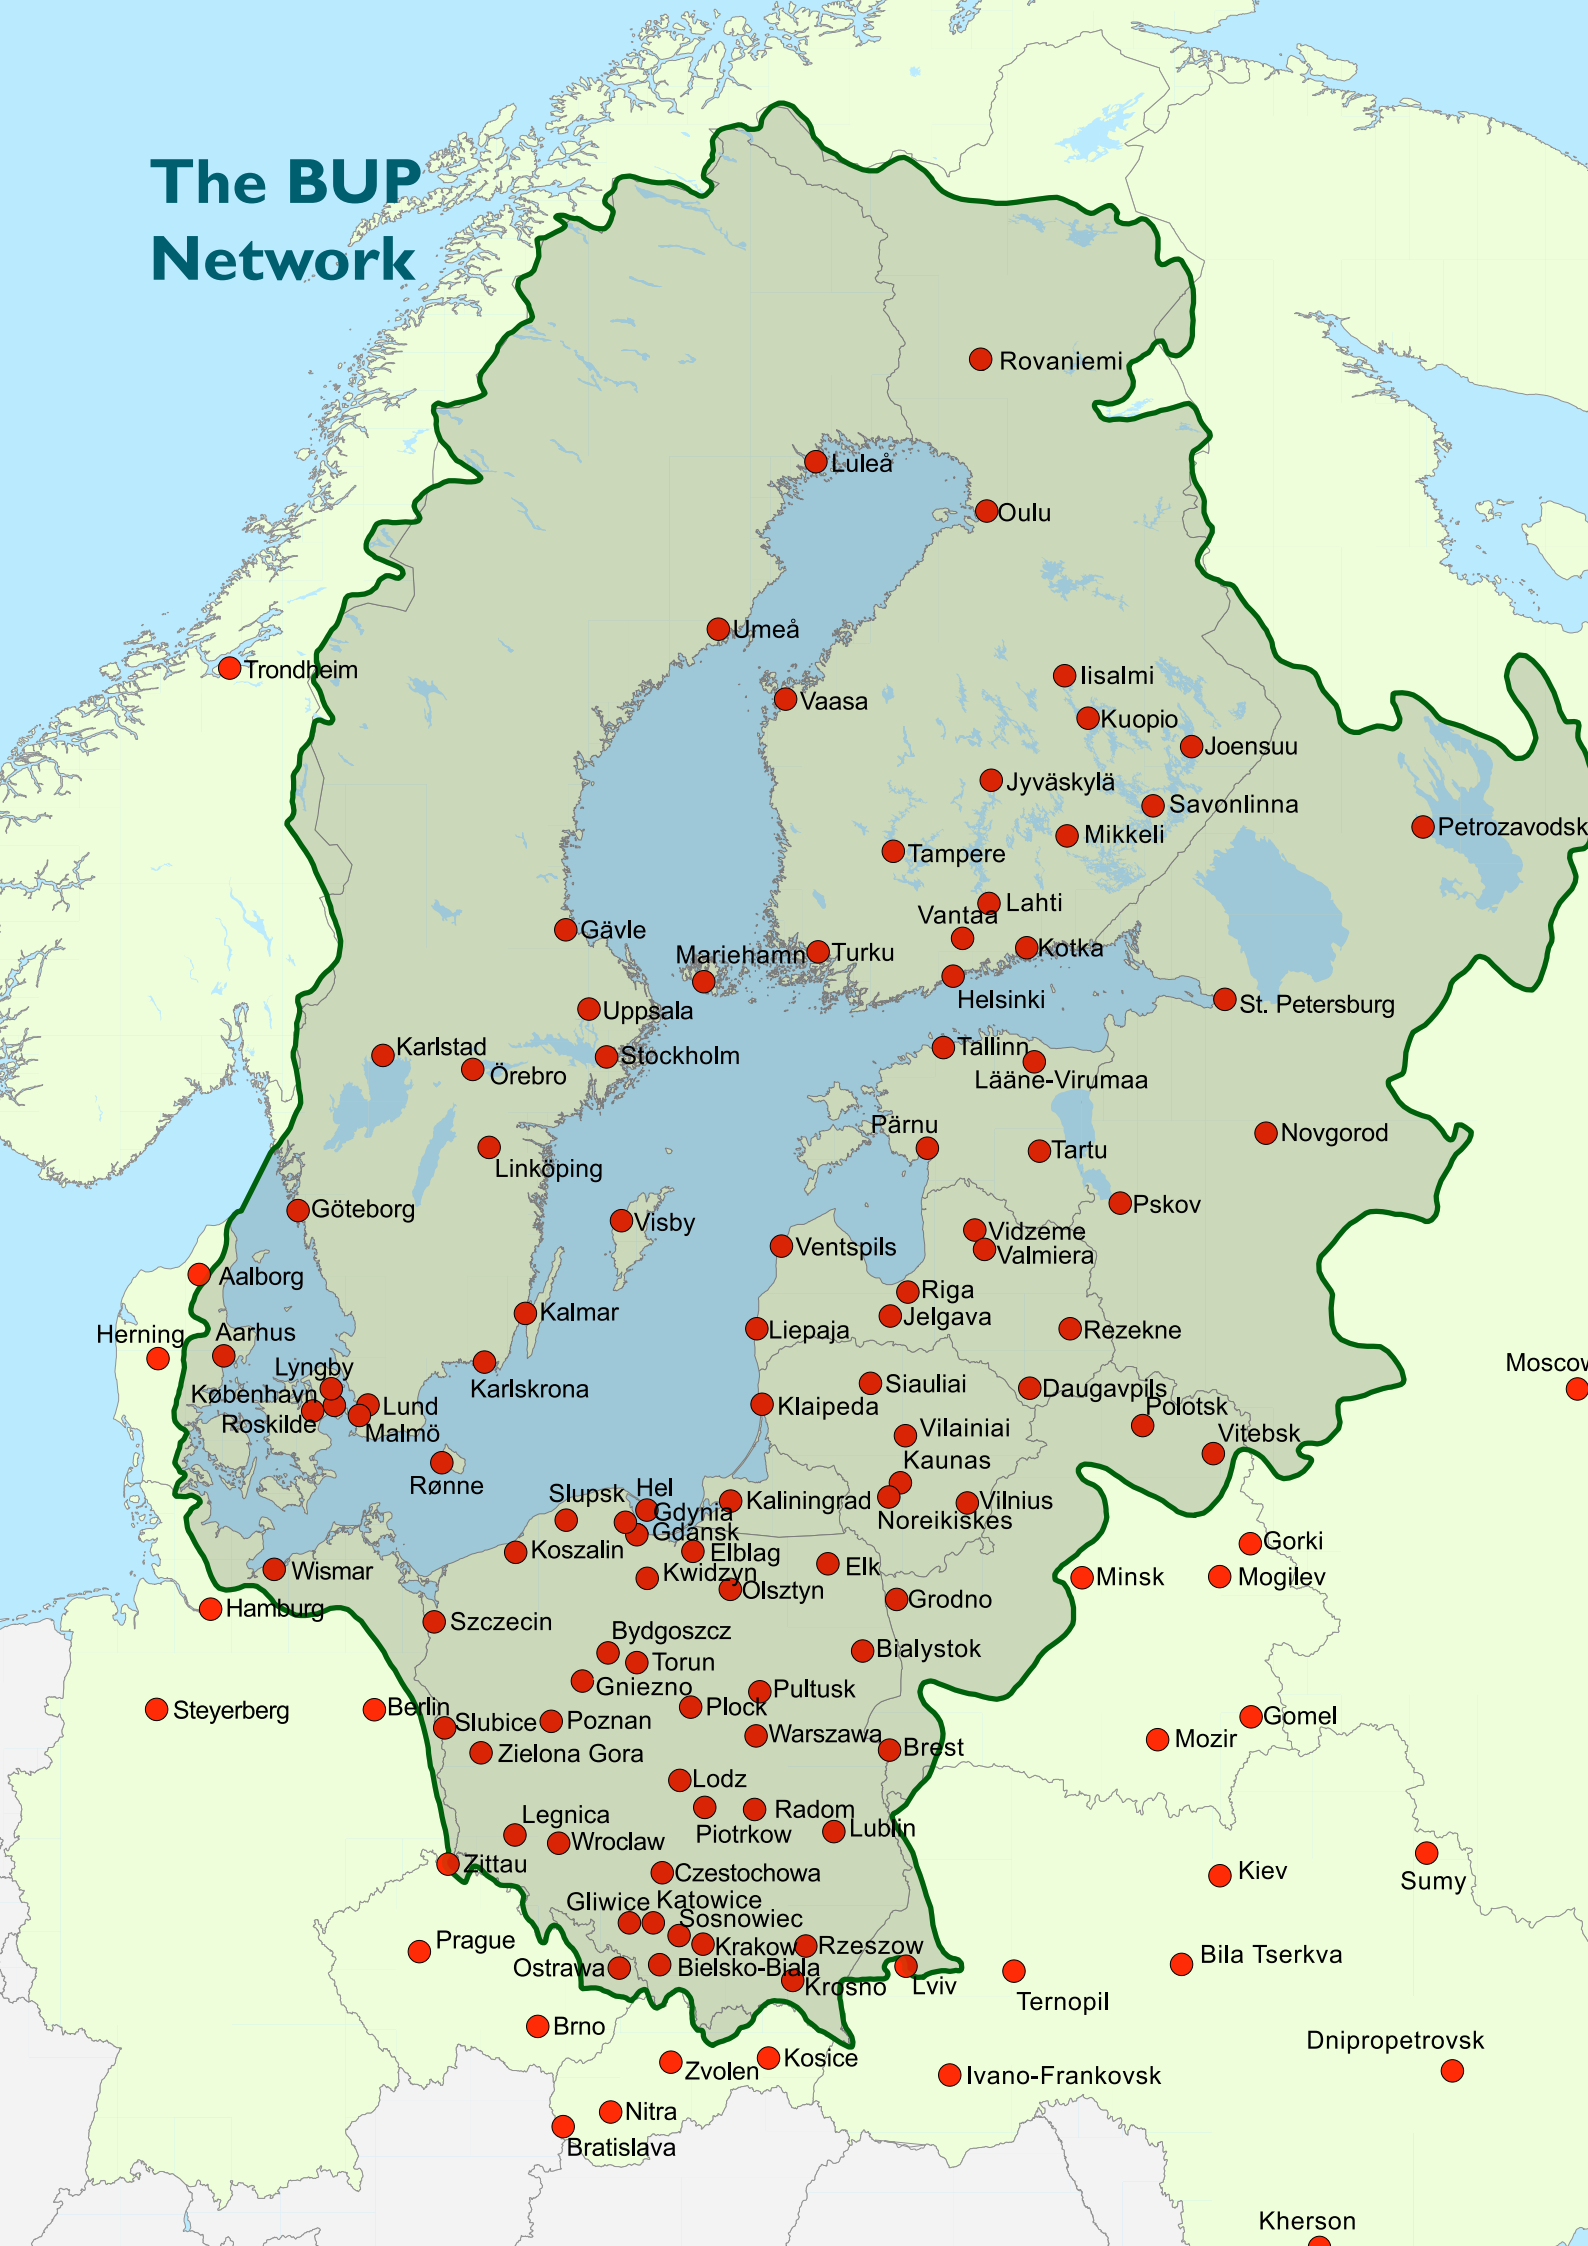 The BUP
Network
Rovaniemi
Luleå
Oulu
Umeå
Trondheim
Iisalmi
Vaasa
Kuopio
Joensuu
Jyväskylä
Savonlinna
Petrozavodsk
Mikkeli
Tampere
Lahti
Vantaa
Gävle
Kotka
Turku
Mariehamn
Helsinki
St. Petersburg
Uppsala
Karlstad
Tallinn
Stockholm
Örebro
Lääne-Virumaa
Pärnu
Novgorod
Tartu
Linköping
Pskov
Göteborg
Visby
Vidzeme
Ventspils
Valmiera
Aalborg
Riga
Kalmar
Jelgava
Liepaja
Rezekne
Herning
Aarhus
Moscow
Lyngby
Karlskrona
Siauliai
Daugavpils
København
Lund
Klaipeda
Polotsk
Roskilde
Malmö
Vilainiai
Vitebsk
Kaunas
Rønne
Hel
Slupsk
Kaliningrad
Vilnius
Gdynia
Noreikiskes
Gdansk
Gorki
Koszalin
Elblag
Elk
Wismar
Kwidzyn
Minsk
Mogilev
Olsztyn
Grodno
Hamburg
Szczecin
Bydgoszcz
Bialystok
Torun
Gniezno
Pultusk
Steyerberg
Berlin
Plock
Gomel
Slubice
Poznan
Warszawa
Mozir
Brest
Zielona Gora
Lodz
Radom
Legnica
Piotrkow
Lublin
Wroclaw
Zittau
Czestochowa
Kiev
Sumy
Gliwice
Katowice
Sosnowiec
Prague
Krakow
Rzeszow
Bila Tserkva
Ostrawa
Bielsko-Biala
Krosno
Lviv
Ternopil
Brno
Dnipropetrovsk
Kosice
Zvolen
Ivano-Frankovsk
Nitra
Bratislava
Kherson